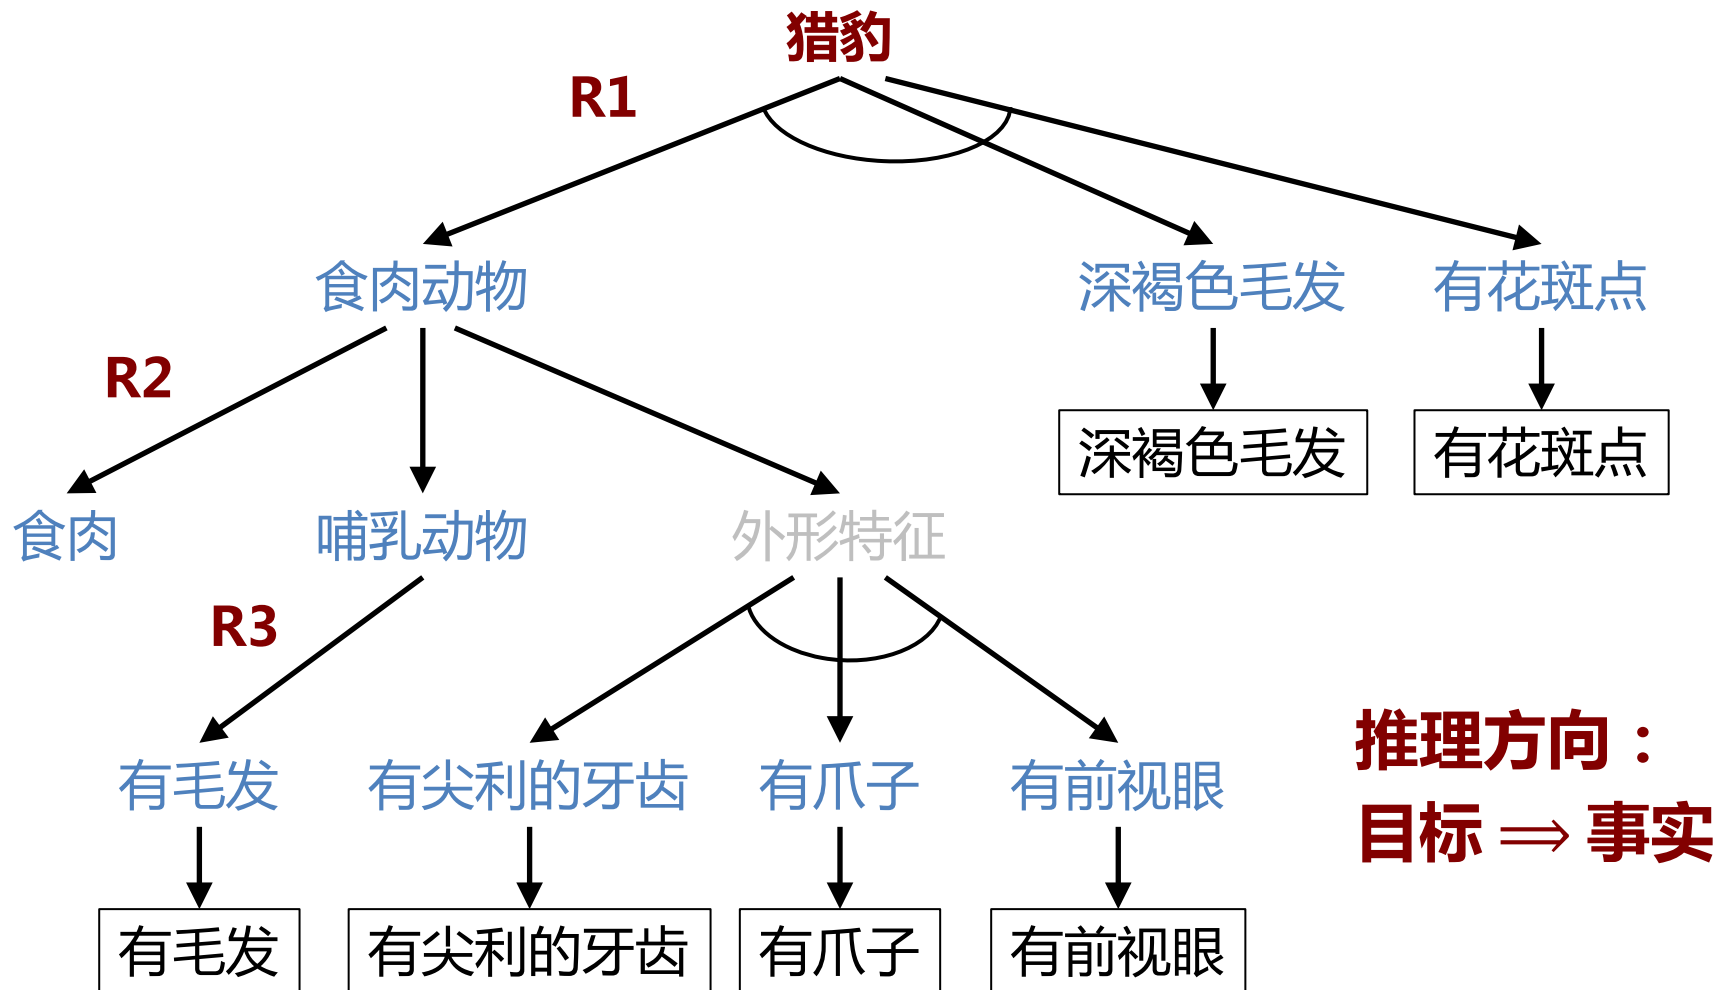 猎豹
R1
食肉动物
深褐色毛发
有花斑点
R2
深褐色毛发
有花斑点
食肉
哺乳动物
外形特征
R3
有毛发
有尖利的牙齿
有爪子
有前视眼
推理方向：
目标 ⟹ 事实
有毛发
有尖利的牙齿
有爪子
有前视眼